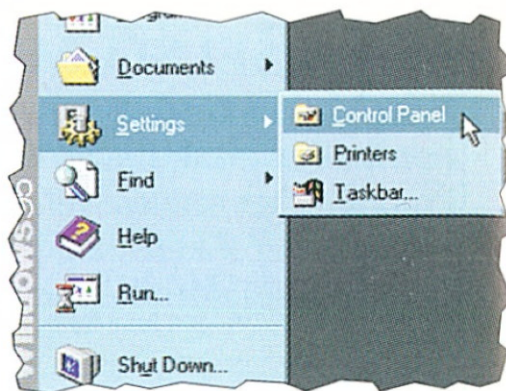 Documents
Settings
Find
Help
Run...
Shut Down...
Control Panel
Printers
Taskbar...